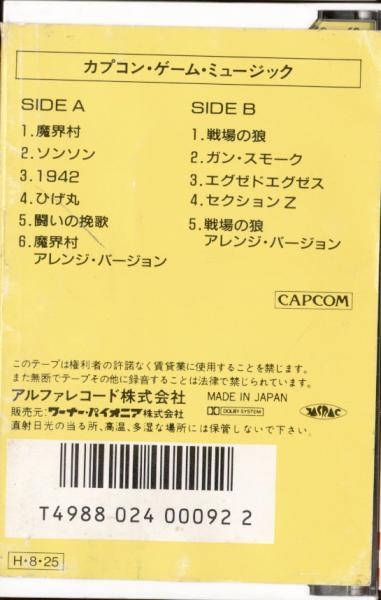 カプコン・ゲーム・ミュージック
SIDE A
1.魔界村
2.ソンソン
3.1942
4.ひげ丸
5.闘いの挽歌
6.魔界村
アレンジ・バージョン
SIDE B
1.戦場の狼
2.ガン・スモーク
3.エグゼドエグゼス
4.セクションZ
5.戦場の狼
アレンジ・バージョン
CAPCOM
このテープは権利者の許諾なく賃貸業に使用することを禁じます。
また無断でテープその他に録音することは法律で禁じられています。
アルファレコード株式会社 MADE IN JAPAN
販売元:ワーナー・パイオニア株式会社 DOLBY SYSTEM JASRAC
直射日光の当る所、高温、多湿な場所には保管しないで下さい。
T4988 024 00092 2
H・8・25